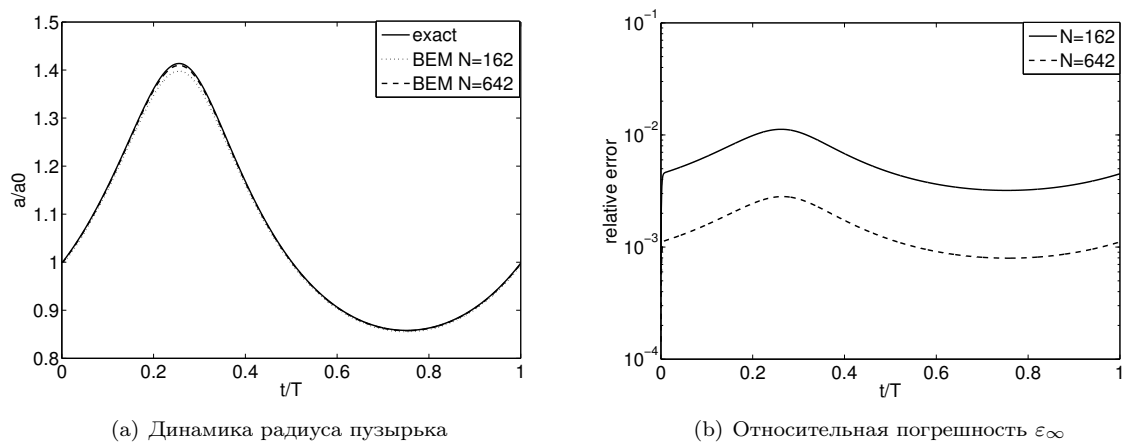 1.5
1.4
1.3
1.2
1.1
1
0.9
0.8
a/a0
exact
BEM N=162
BEM N=642
0 0.2 0.4 0.6 0.8 1
t/T
(a) Динамика радиуса пузырька
10⁻¹
10⁻²
10⁻³
10⁻⁴
relative error
N=162
N=642
0 0.2 0.4 0.6 0.8 1
t/T
(b) Относительная погрешность ε∞